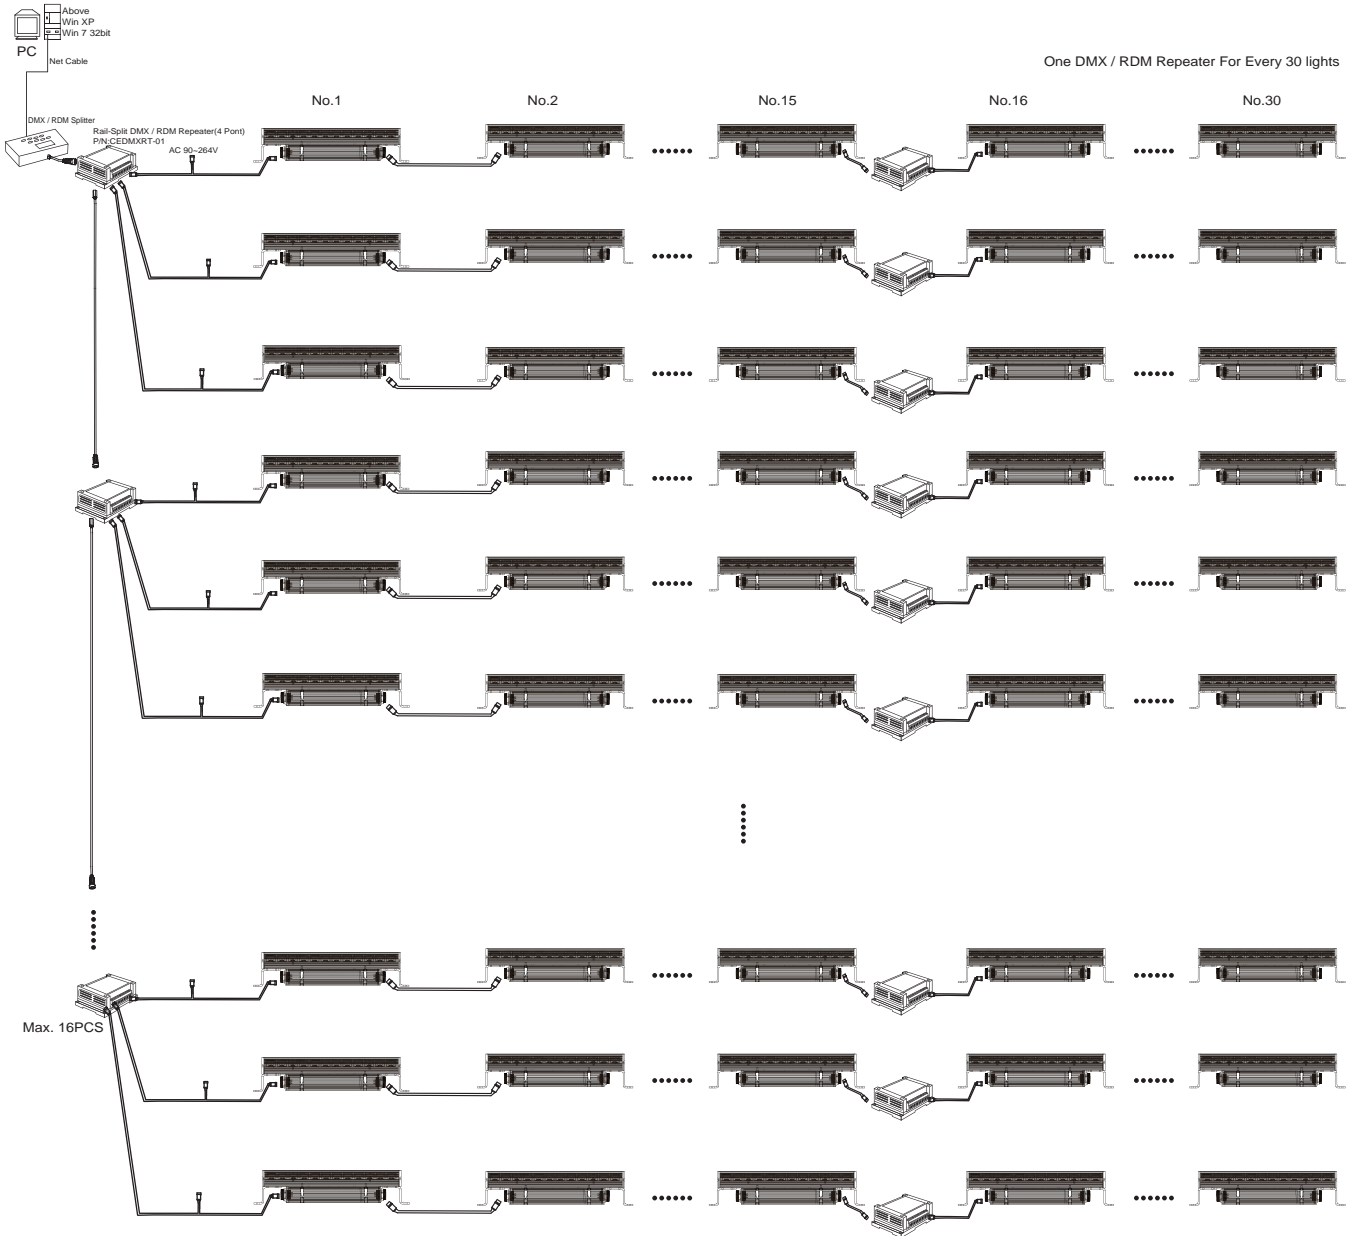 Above
Win XP
Win 7 32bit
PC
Net Cable
One DMX / RDM Repeater For Every 30 lights
No.1
No.2
No.15
No.16
No.30
DMX / RDM Splitter
Rail-Split DMX / RDM Repeater(4 Pont)
P/N:CEDMXRT-01
AC 90~264V
Max. 16PCS